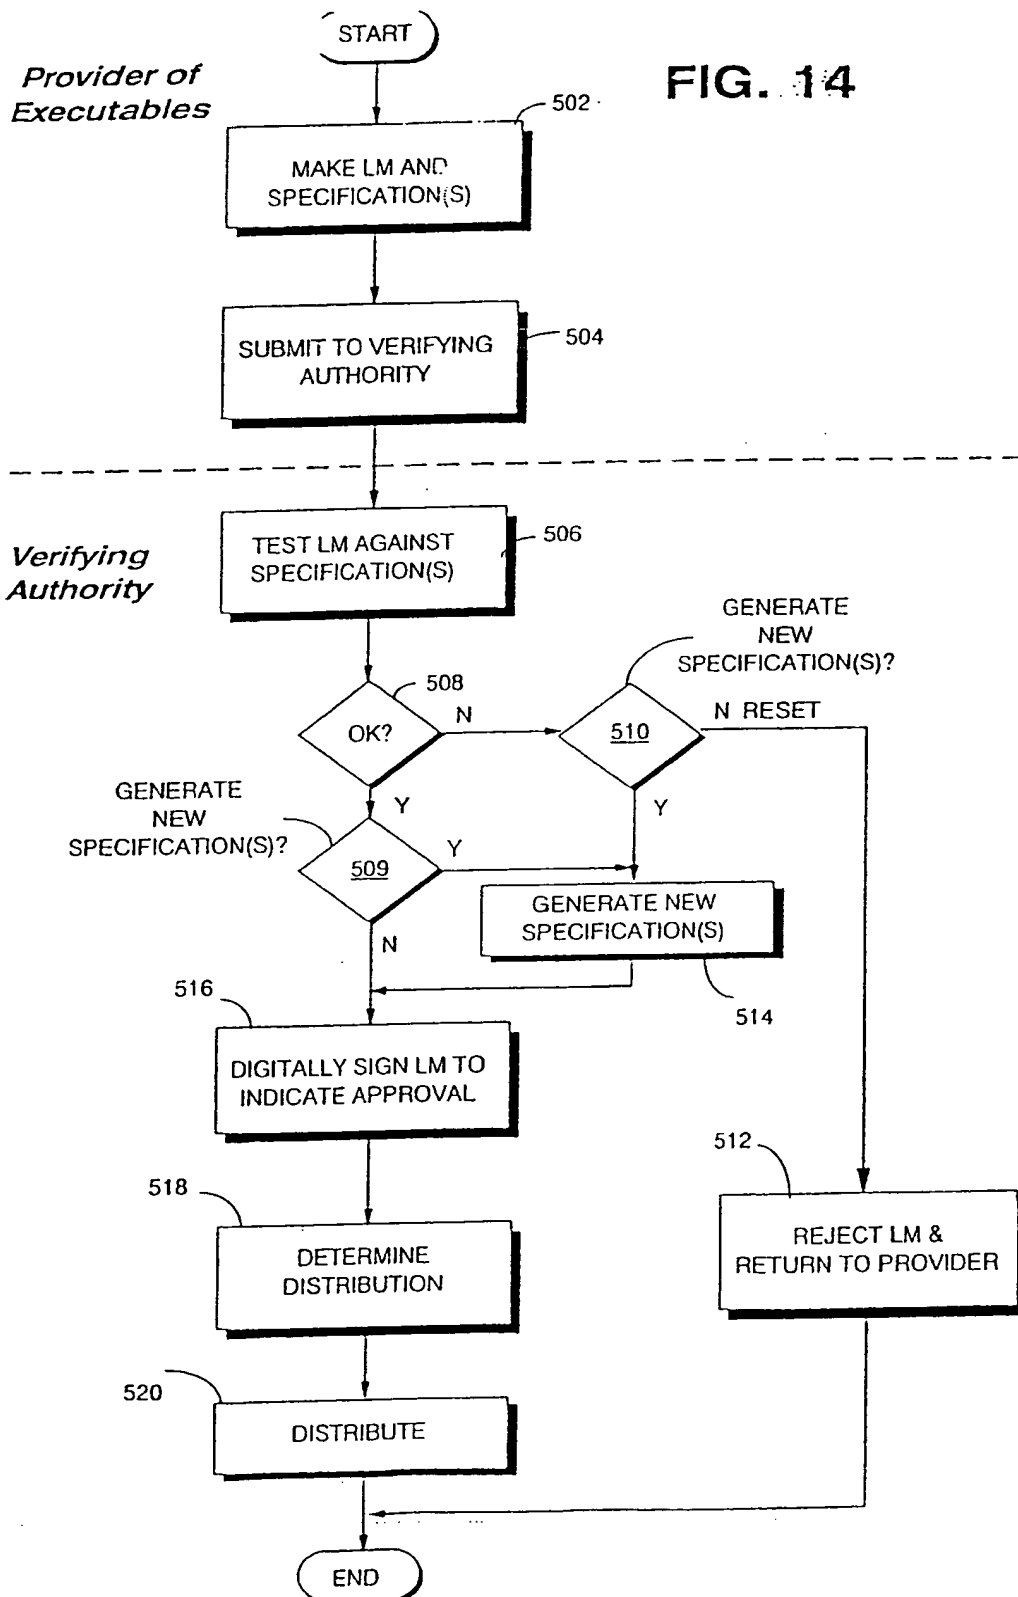 START
Provider of
Executables
FIG. 14
502
MAKE LM AND
SPECIFICATION(S)
SUBMIT TO VERIFYING
AUTHORITY
504
Verifying
Authority
TEST LM AGAINST
SPECIFICATION(S)
506
GENERATE
NEW
SPECIFICATION(S)?
508
OK?
N
510
N RESET
GENERATE
NEW
SPECIFICATION(S)?
Y
Y
509
Y
GENERATE NEW
SPECIFICATION(S)
N
514
516
DIGITALLY SIGN LM TO
INDICATE APPROVAL
512
518
REJECT LM &
RETURN TO PROVIDER
DETERMINE
DISTRIBUTION
520
DISTRIBUTE
END